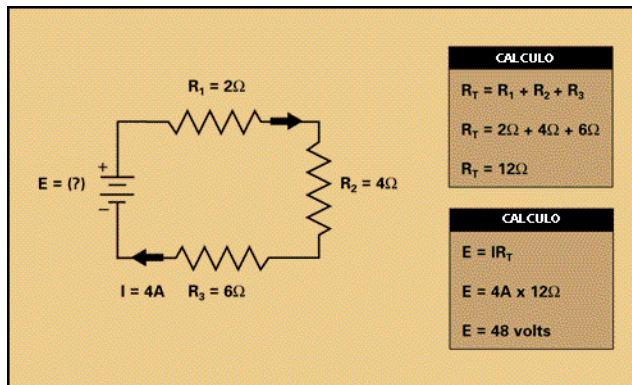 R₁ = 2Ω
+
E = (?)
−
R₂ = 4Ω
I = 4A R₃ = 6Ω
CALCULO
R_T = R₁ + R₂ + R₃
R_T = 2Ω + 4Ω + 6Ω
R_T = 12Ω
CALCULO
E = IR_T
E = 4A x 12Ω
E = 48 volts